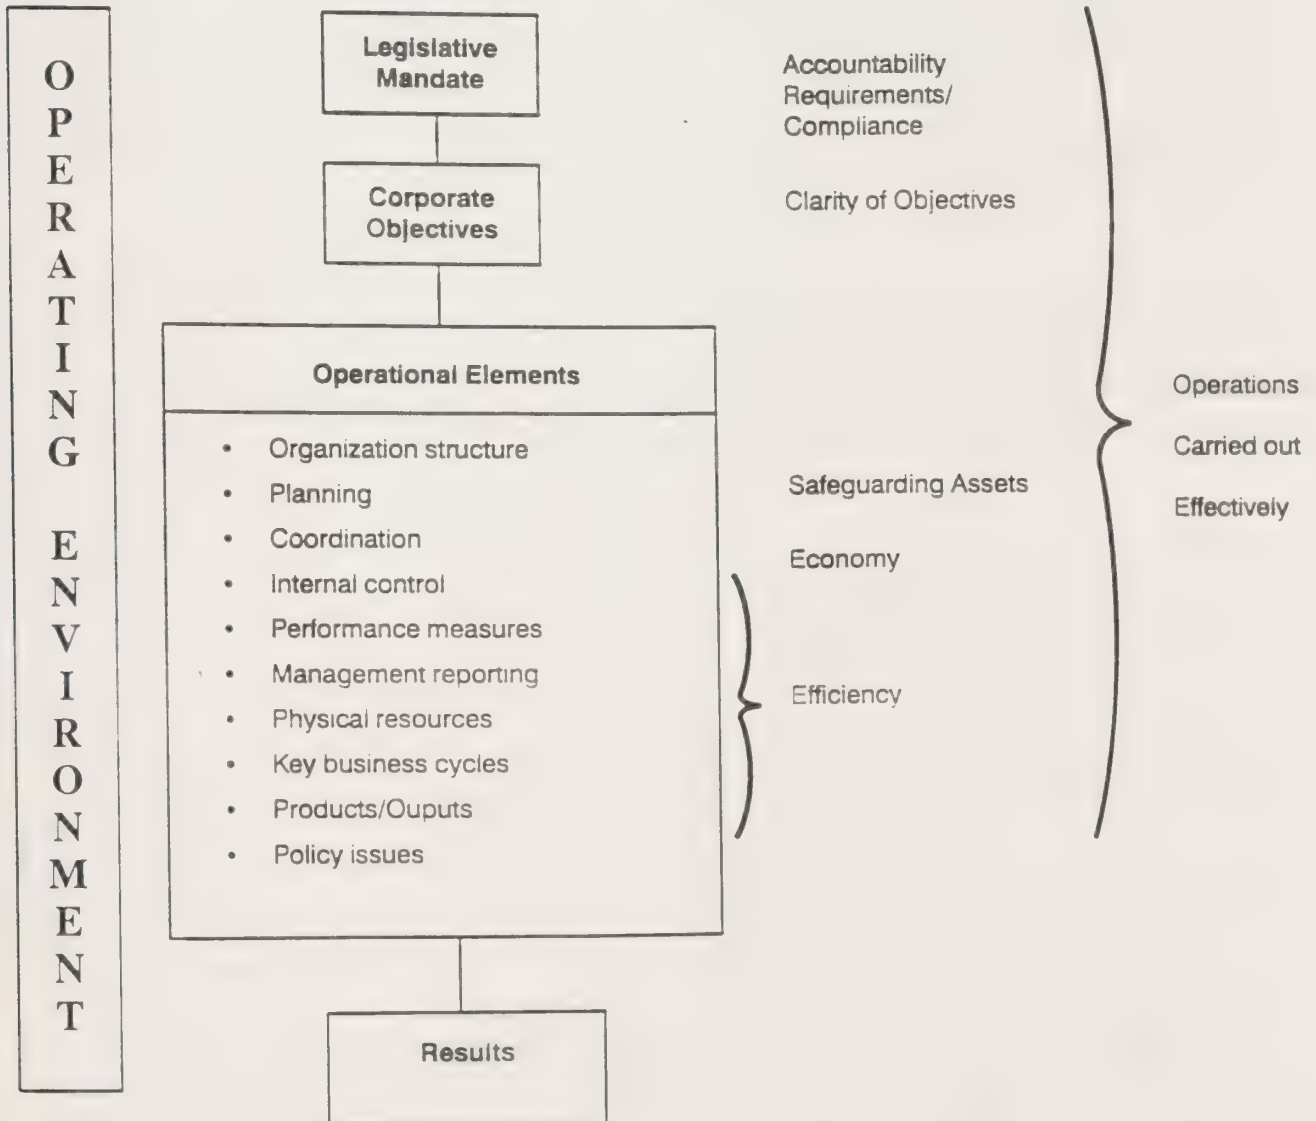 OPERATING ENVIRONMENT
Legislative
Mandate
Corporate
Objectives
Operational Elements
• Organization structure
• Planning
• Coordination
• Internal control
• Performance measures
• Management reporting
• Physical resources
• Key business cycles
• Products/Ouputs
• Policy issues
Results
Accountability
Requirements/
Compliance
Clarity of Objectives
Safeguarding Assets
Economy
Efficiency
Operations
Carried out
Effectively